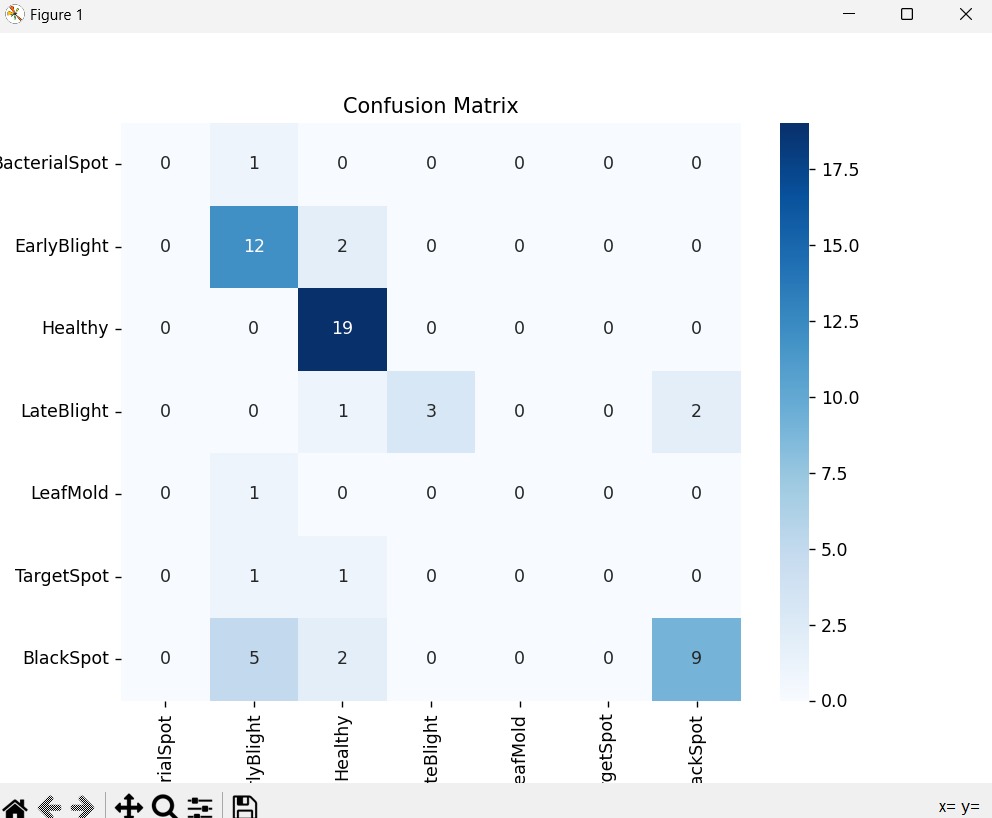 Figure 1
Confusion Matrix
BacterialSpot 0 1 0 0 0 0 0
EarlyBlight 0 12 2 0 0 0 0
Healthy 0 0 19 0 0 0 0
LateBlight 0 0 1 3 0 0 2
LeafMold 0 1 0 0 0 0 0
TargetSpot 0 1 1 0 0 0 0
BlackSpot 0 5 2 0 0 0 9
rialSpot
lyBlight
Healthy
teBlight
eafMold
getSpot
ackSpot
17.5
15.0
12.5
10.0
7.5
5.0
2.5
0.0
x= y=